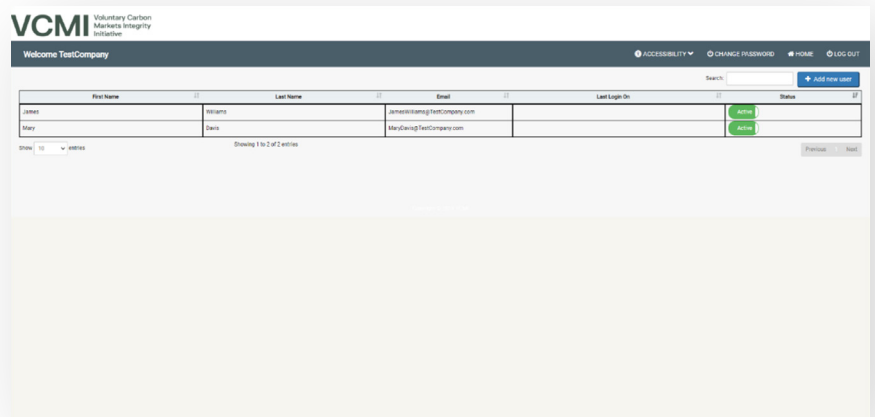 VCMI
Voluntary Carbon
Markets Integrity
Initiative
Welcome TestCompany
ACCESSIBILITY CHANGE PASSWORD HOME LOG OUT
Search:
+ Add new user
First Name Last Name Email Last Login On Status
James Williams JamesWilliams@TestCompany.com Active
Mary Davis MaryDavis@TestCompany.com Active
Show 10 entries Showing 1 to 2 of 2 entries Previous Next